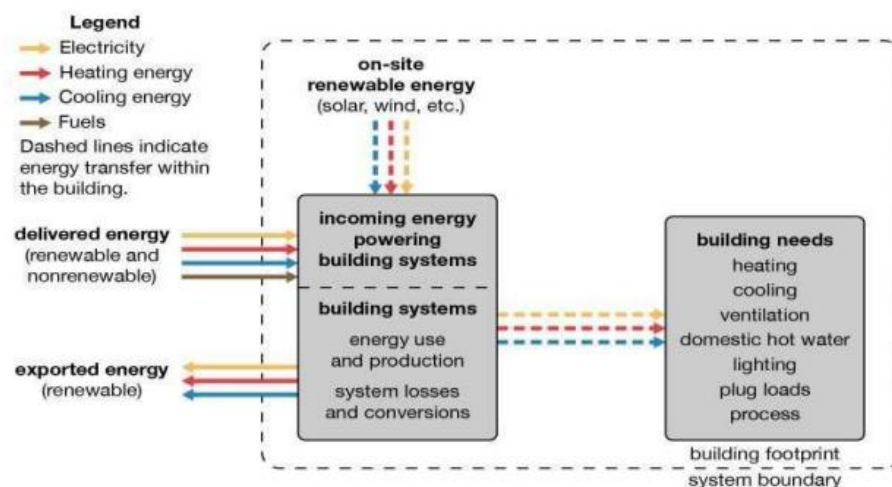 Legend
Electricity
Heating energy
Cooling energy
Fuels
Dashed lines indicate
energy transfer within
the building.
on-site
renewable energy
(solar, wind, etc.)
delivered energy
(renewable and
nonrenewable)
incoming energy
powering
building systems
building systems
energy use
and production
system losses
and conversions
exported energy
(renewable)
building needs
heating
cooling
ventilation
domestic hot water
lighting
plug loads
process
building footprint
system boundary